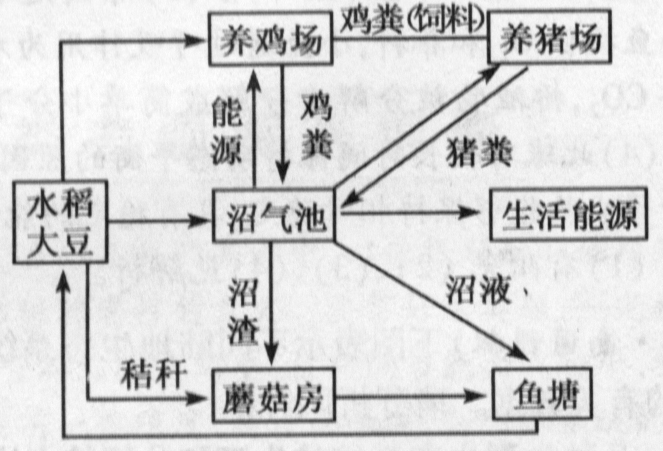 养鸡场
鸡粪(饲料)
养猪场
能源
鸡粪
猪粪
水稻
大豆
沼气池
生活能源
沼渣
沼液
秸秆
蘑菇房
鱼塘